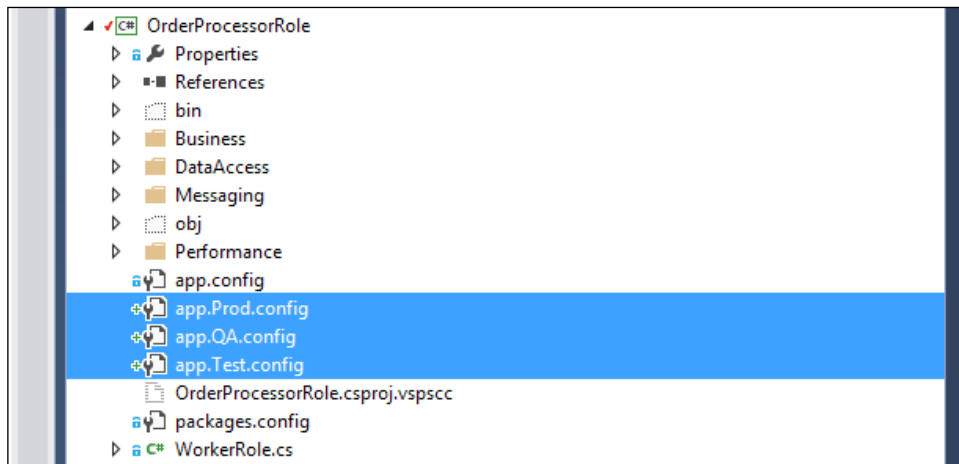 C# OrderProcessorRole
Properties
References
bin
Business
DataAccess
Messaging
obj
Performance
app.config
app.Prod.config
app.QA.config
app.Test.config
OrderProcessorRole.csproj.vspscc
packages.config
C# WorkerRole.cs